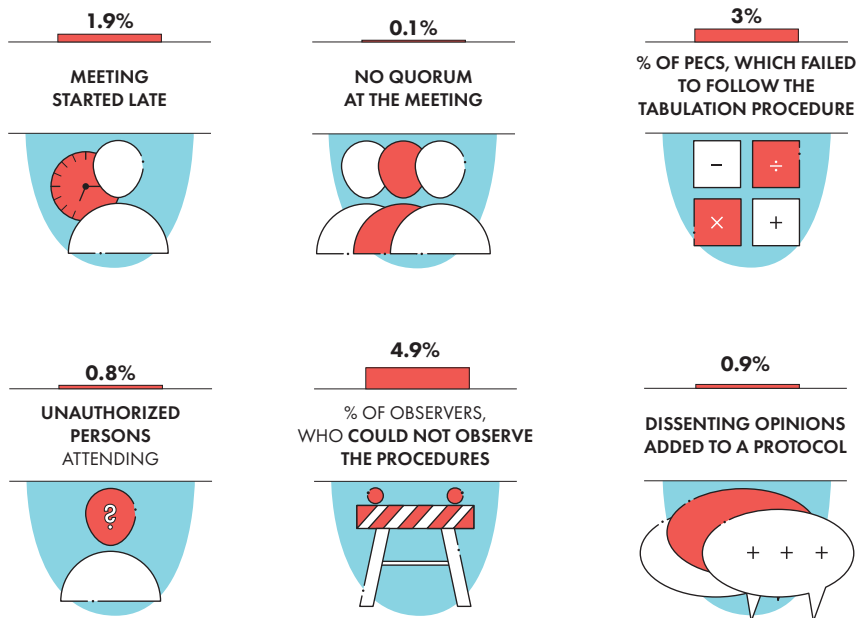 1.9%
MEETING
STARTED LATE
0.1%
NO QUORUM
AT THE MEETING
3%
% OF PECS, WHICH FAILED
TO FOLLOW THE
TABULATION PROCEDURE
− ÷
× +
0.8%
UNAUTHORIZED
PERSONS
ATTENDING
?
4.9%
% OF OBSERVERS,
WHO COULD NOT OBSERVE
THE PROCEDURES
0.9%
DISSENTING OPINIONS
ADDED TO A PROTOCOL
+ + +